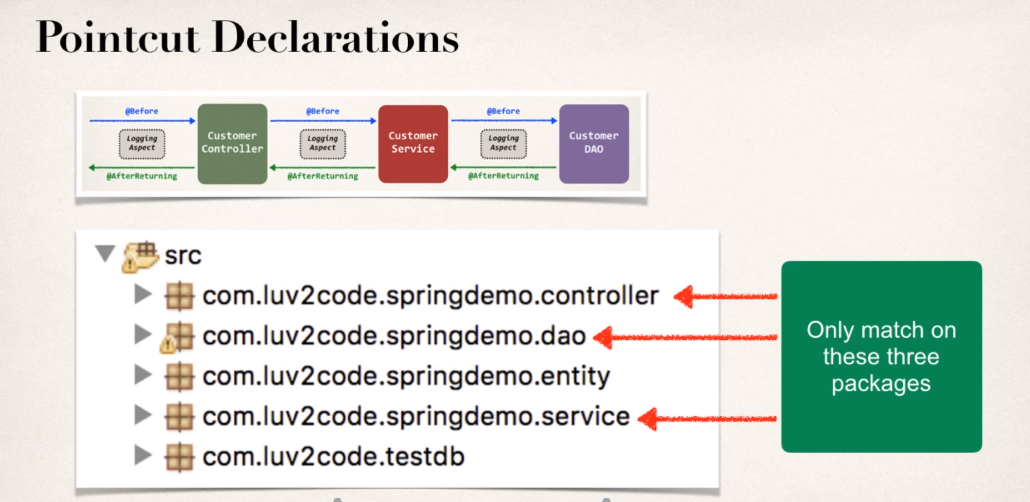 Pointcut Declarations
@Before
@Before
@Before
Logging
Aspect
Customer
Controller
Logging
Aspect
Customer
Service
Logging
Aspect
Customer
DAO
@AfterReturning
@AfterReturning
@AfterReturning
src
com.luv2code.springdemo.controller
com.luv2code.springdemo.dao
com.luv2code.springdemo.entity
com.luv2code.springdemo.service
com.luv2code.testdb
Only match on
these three
packages